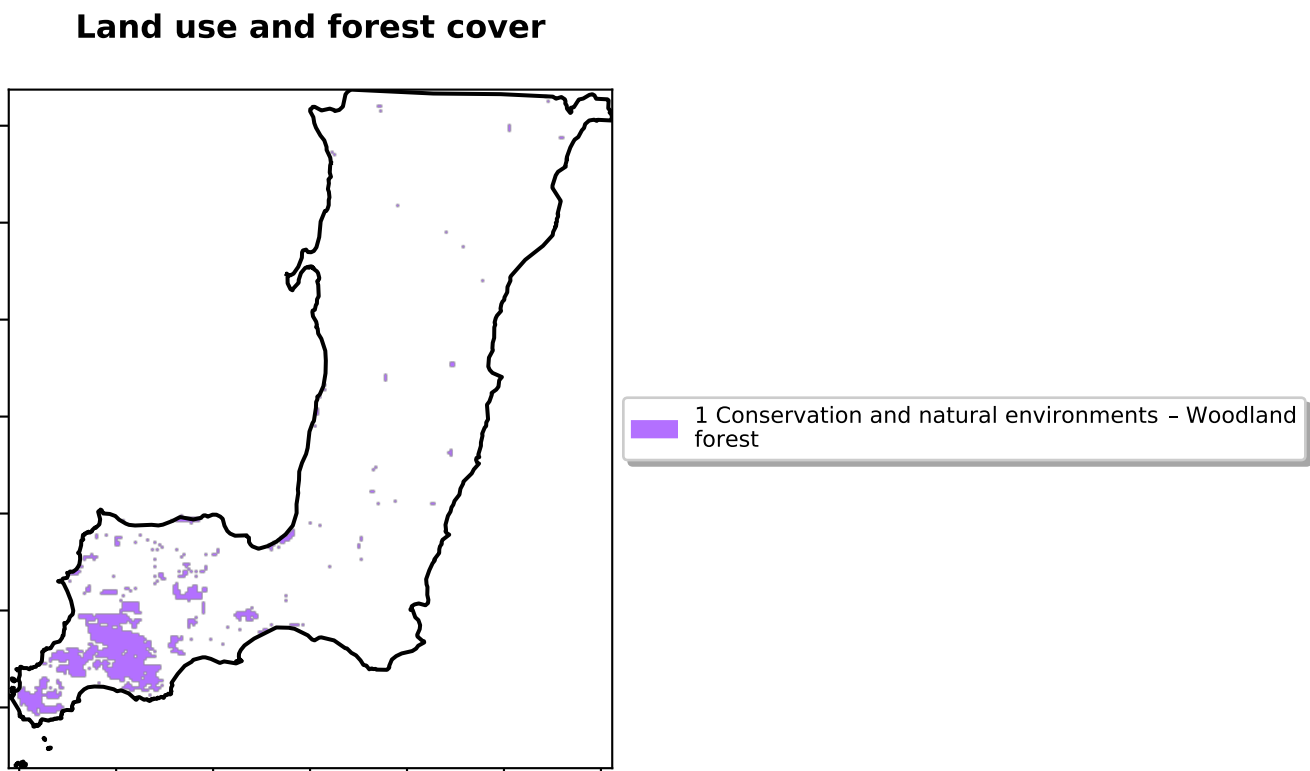 Land use and forest cover
1 Conservation and natural environments – Woodland
forest